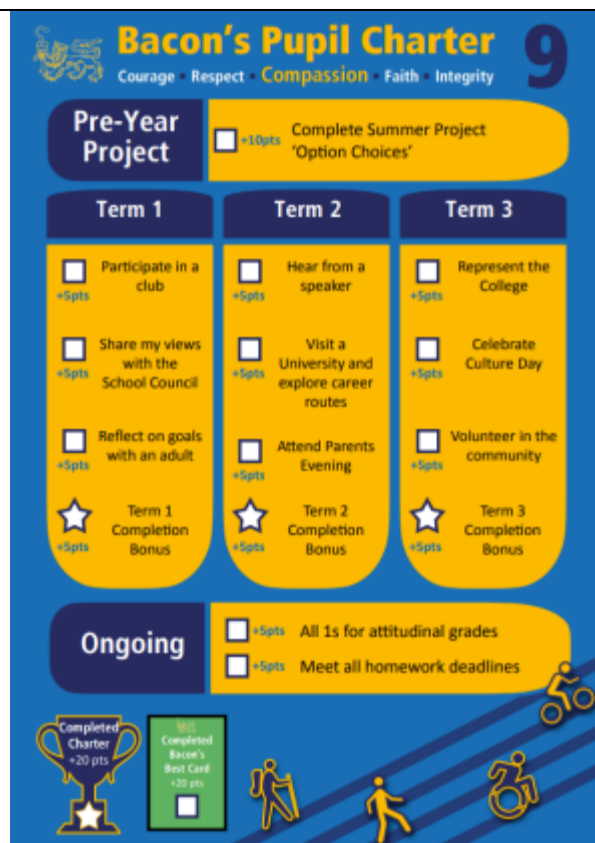 Bacon's Pupil Charter
9
Courage • Respect • Compassion • Faith • Integrity
Pre-Year
Project
+10pts
Complete Summer Project
'Option Choices'
Term 1
+5pts
Participate in a
club
+5pts
Share my views
with the
School Council
+5pts
Reflect on goals
with an adult
+5pts
Term 1
Completion
Bonus
Term 2
+5pts
Hear from a
speaker
+5pts
Visit a
University and
explore career
routes
+5pts
Attend Parents
Evening
+5pts
Term 2
Completion
Bonus
Term 3
+5pts
Represent the
College
+5pts
Celebrate
Culture Day
+5pts
Volunteer in the
community
+5pts
Term 3
Completion
Bonus
Ongoing
+5pts All 1s for attitudinal grades
+5pts Meet all homework deadlines
Completed
Charter
+20 pts
Completed
Bacon's
Best Card
+20 pts